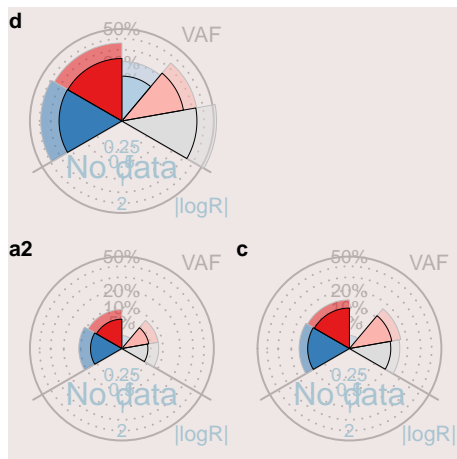 d
50%
VAF
0.25
No data
2
|logR|
a2
50%
VAF
20%
10%
0.25
No data
2
|logR|
c
50%
VAF
20%
0.25
No data
2
|logR|